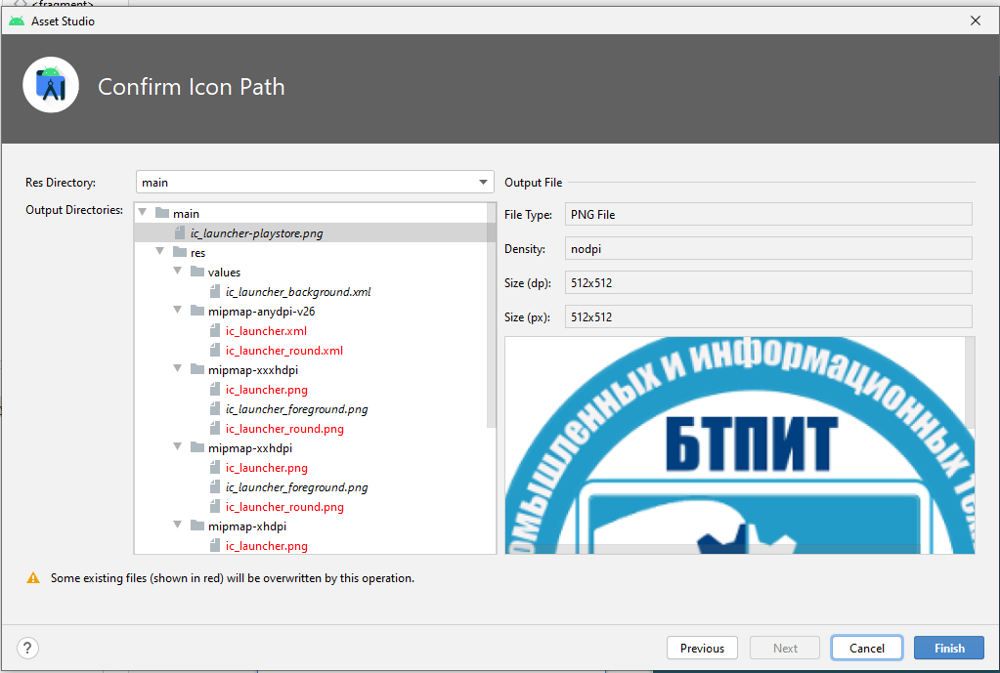 <fragment>
Asset Studio
Confirm Icon Path
Res Directory:
main
Output Directories:
main
ic_launcher-playstore.png
res
values
ic_launcher_background.xml
mipmap-anydpi-v26
ic_launcher.xml
ic_launcher_round.xml
mipmap-xxxhdpi
ic_launcher.png
ic_launcher_foreground.png
ic_launcher_round.png
mipmap-xxhdpi
ic_launcher.png
ic_launcher_foreground.png
ic_launcher_round.png
mipmap-xhdpi
ic_launcher.png
Output File
File Type:
PNG File
Density:
nodpi
Size (dp):
512x512
Size (px):
512x512
омышленных и информационных техн
БТПИТ
Some existing files (shown in red) will be overwritten by this operation.
?
Previous
Next
Cancel
Finish